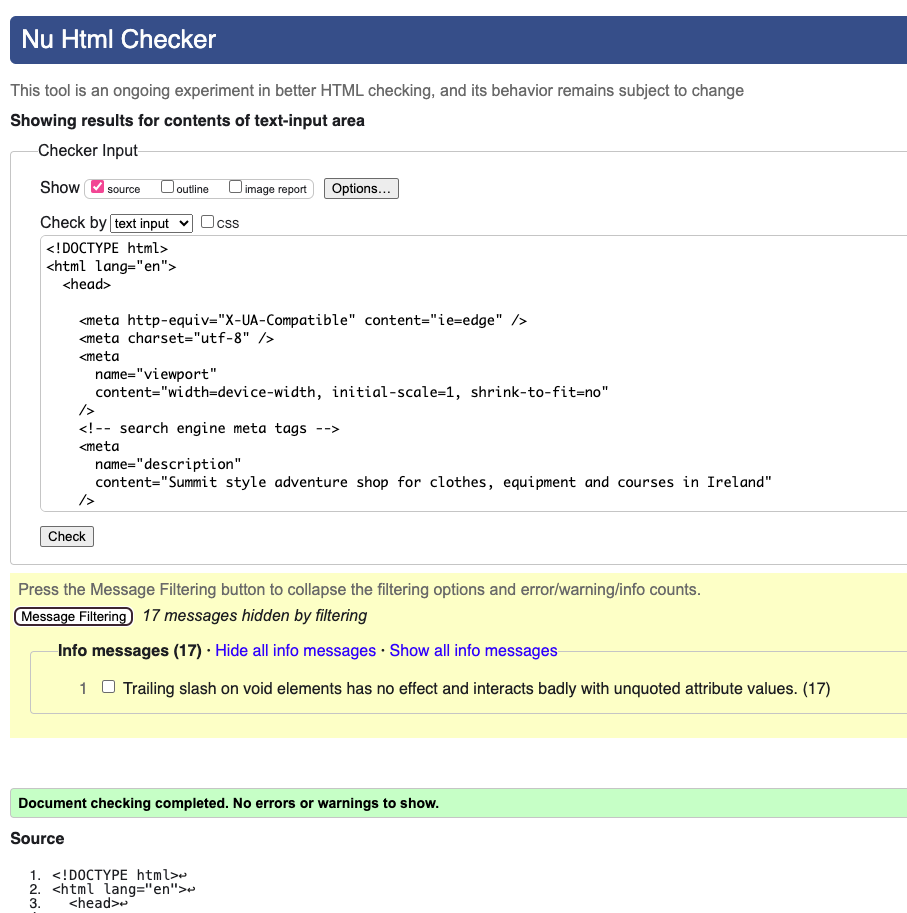 Nu Html Checker
This tool is an ongoing experiment in better HTML checking, and its behavior remains subject to change
Showing results for contents of text-input area
Checker Input
Show source outline image report Options...
Check by text input CSS
<!DOCTYPE html>
<html lang="en">
  <head>
    <meta http-equiv="X-UA-Compatible" content="ie=edge" />
    <meta charset="utf-8" />
    <meta
      name="viewport"
      content="width=device-width, initial-scale=1, shrink-to-fit=no"
    />
    <!-- search engine meta tags -->
    <meta
      name="description"
      content="Summit style adventure shop for clothes, equipment and courses in Ireland"
    />
Check
Press the Message Filtering button to collapse the filtering options and error/warning/info counts.
Message Filtering 17 messages hidden by filtering
Info messages (17) · Hide all info messages · Show all info messages
1 Trailing slash on void elements has no effect and interacts badly with unquoted attribute values. (17)
Document checking completed. No errors or warnings to show.
Source
1. <!DOCTYPE html>↩
2. <html lang="en">↩
3.   <head>↩